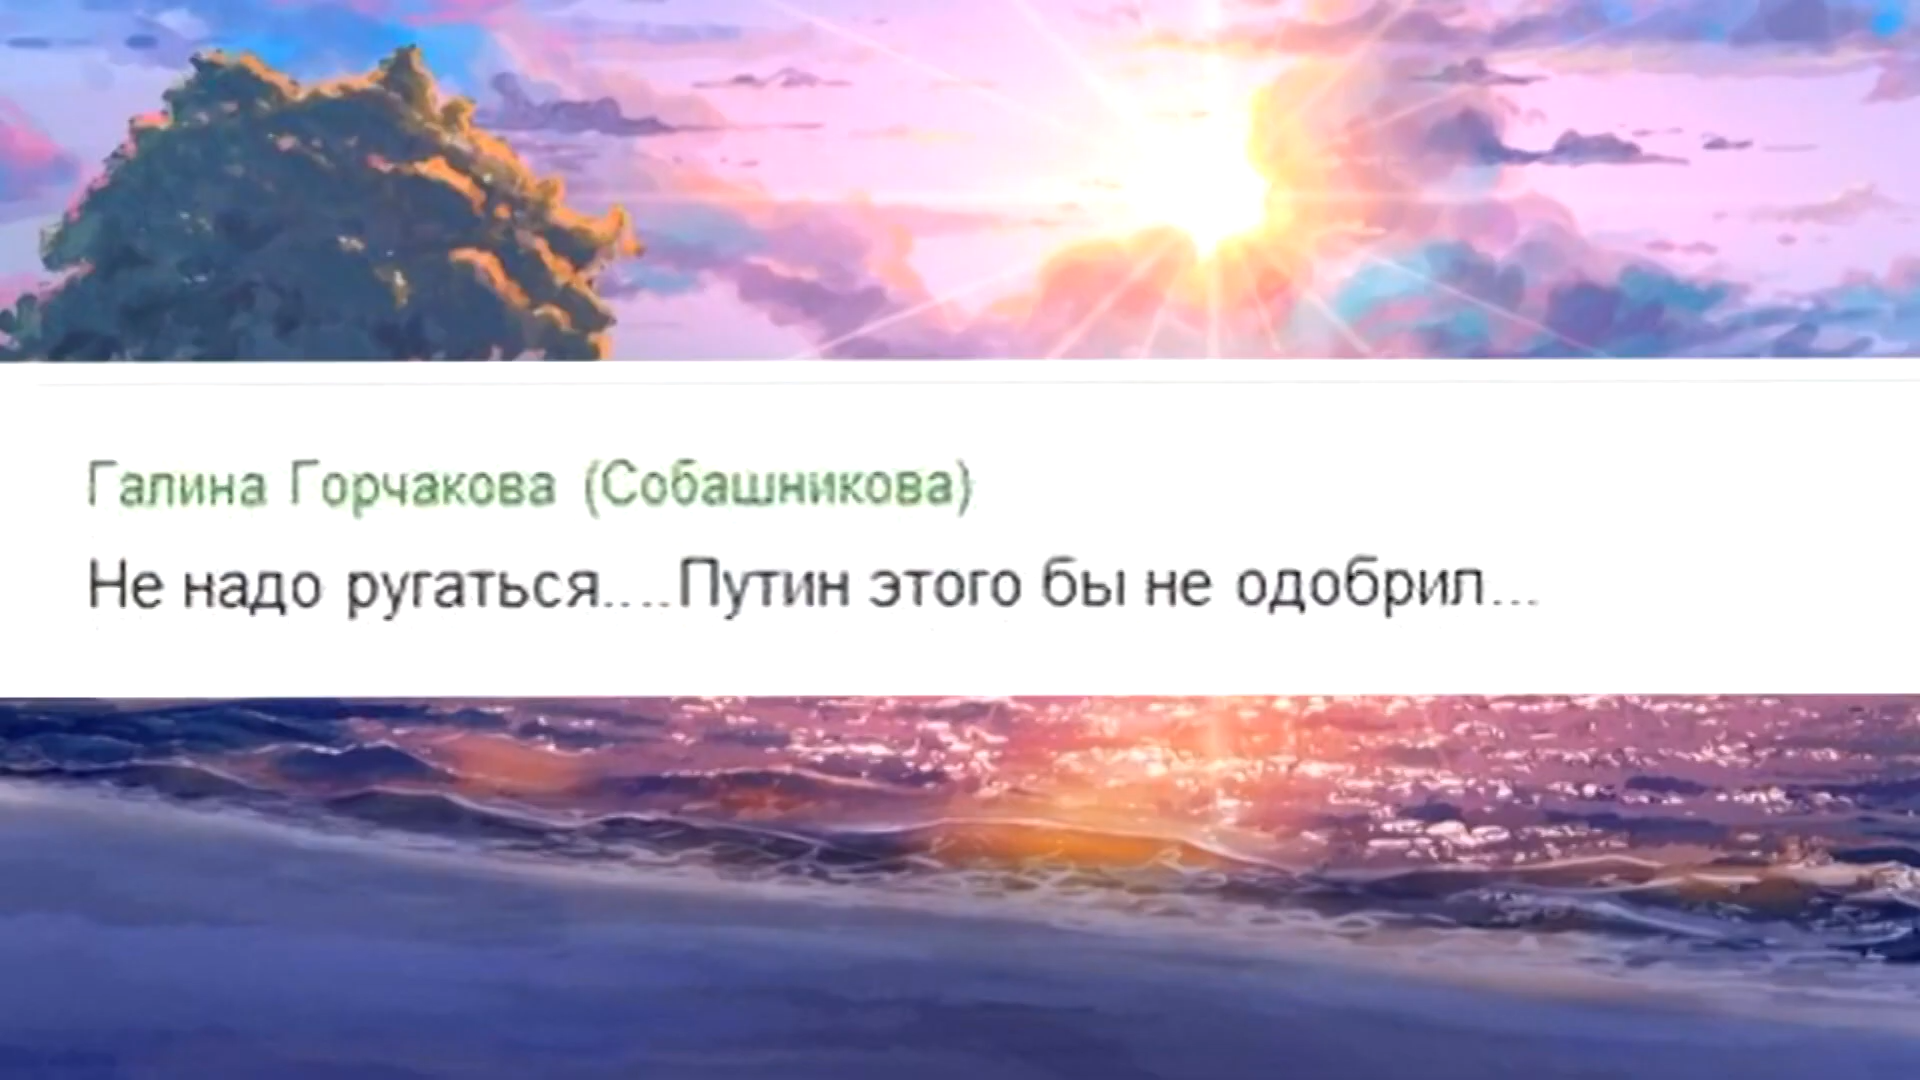 Галина Горчакова (Собашникова)
Не надо ругаться....Путин этого бы не одобрил...